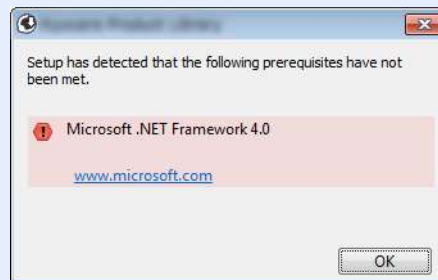 Setup has detected that the following prerequisites have not
been met.
Microsoft .NET Framework 4.0
www.microsoft.com
OK